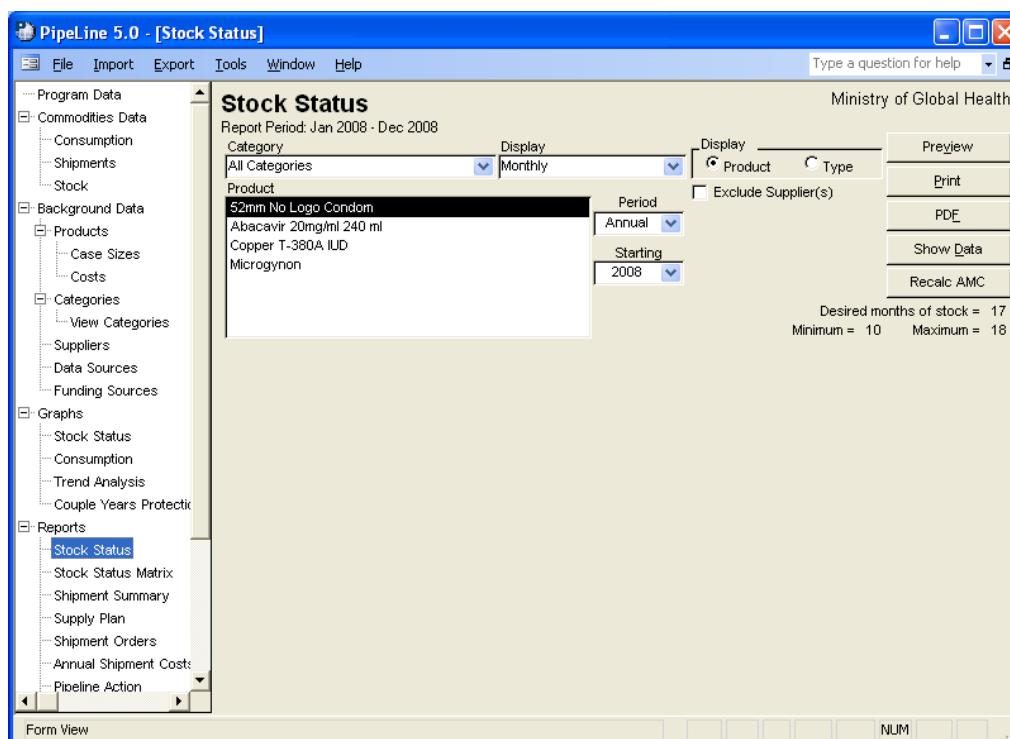 PipeLine 5.0 - [Stock Status]
File Import Export Tools Window Help Type a question for help
Program Data
Commodities Data
Consumption
Shipments
Stock
Background Data
Products
Case Sizes
Costs
Categories
View Categories
Suppliers
Data Sources
Funding Sources
Graphs
Stock Status
Consumption
Trend Analysis
Couple Years Protectic
Reports
Stock Status
Stock Status Matrix
Shipment Summary
Supply Plan
Shipment Orders
Annual Shipment Costs
Pipeline Action
Stock Status
Ministry of Global Health
Report Period: Jan 2008 - Dec 2008
Category
All Categories
Display
Monthly
Display
Product Type
Exclude Supplier(s)
Product
52mm No Logo Condom
Abacavir 20mg/ml 240 ml
Copper T-380A IUD
Microgynon
Period
Annual
Starting
2008
Preview
Print
PDF
Show Data
Recalc AMC
Desired months of stock = 17
Minimum = 10 Maximum = 18
Form View NUM